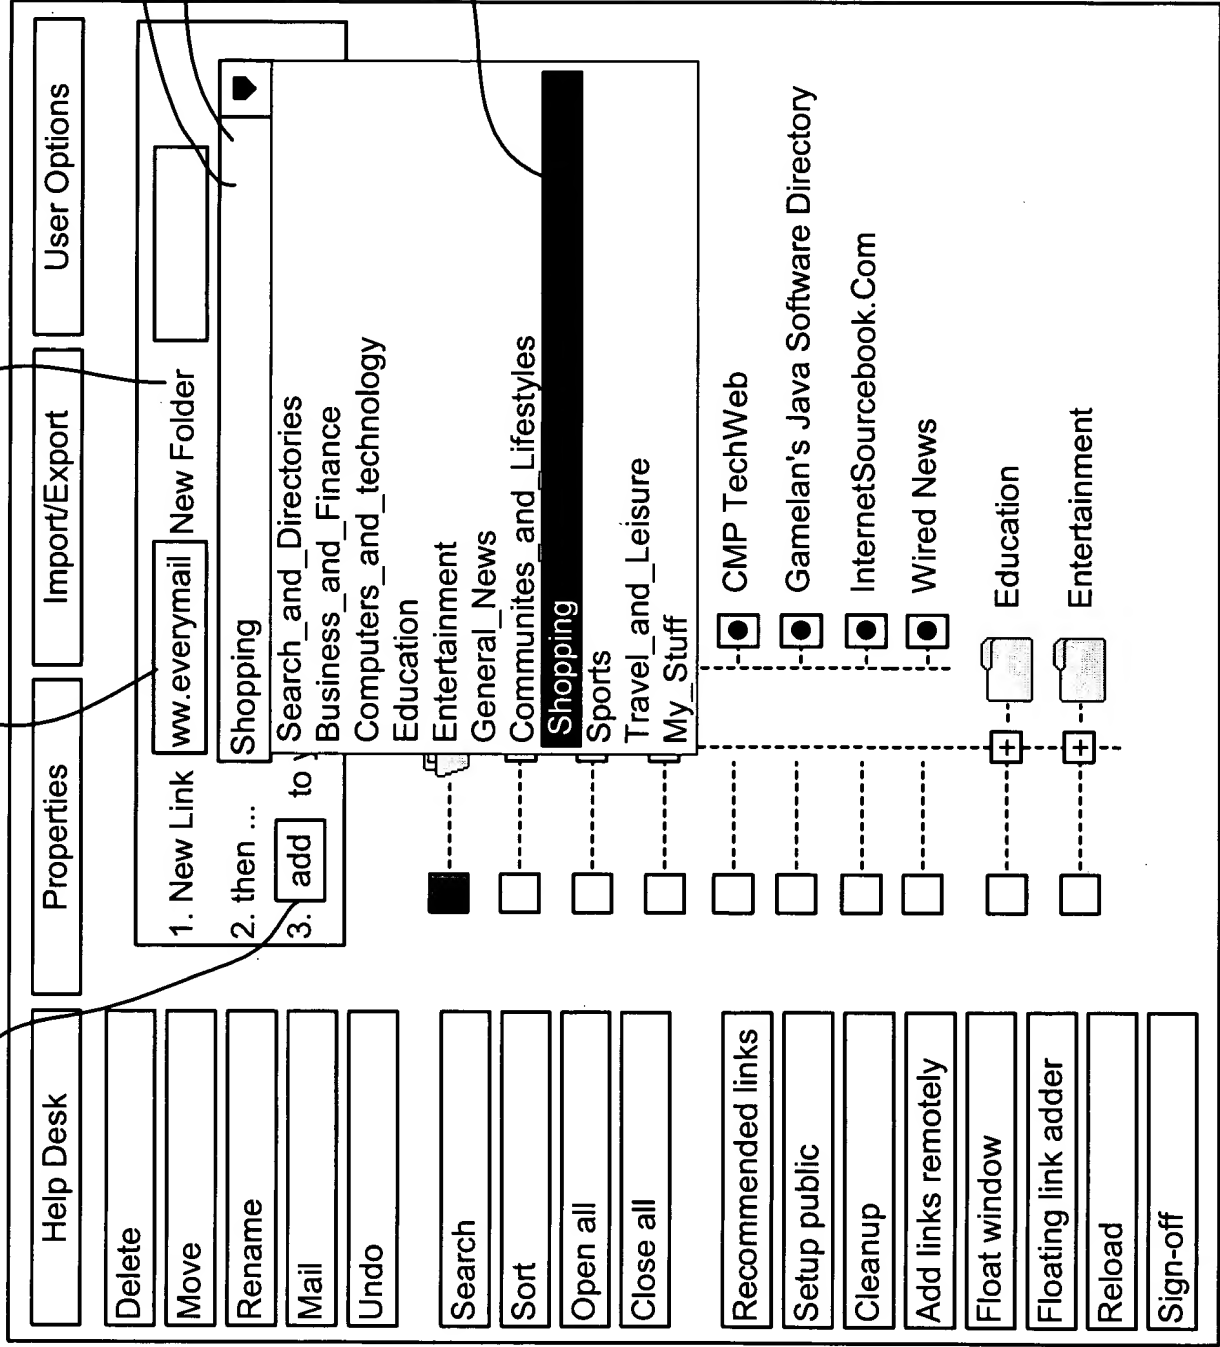 Help Desk
Properties
Import/Export
User Options
Delete
Move
Rename
Mail
Undo
Search
Sort
Open all
Close all
Recommended links
Setup public
Cleanup
Add links remotely
Float window
Floating link adder
Reload
Sign-off
1. New Link ww.everymail New Folder
2. then ... Shopping
3. add to
Search_and_Directories
Business_and_Finance
Computers_and_technology
Education
Entertainment
General_News
Communites_and_Lifestyles
Shopping
Sports
Travel_and_Leisure
My_Stuff
CMP TechWeb
Gamelan's Java Software Directory
InternetSourcebook.Com
Wired News
+ Education
+ Entertainment